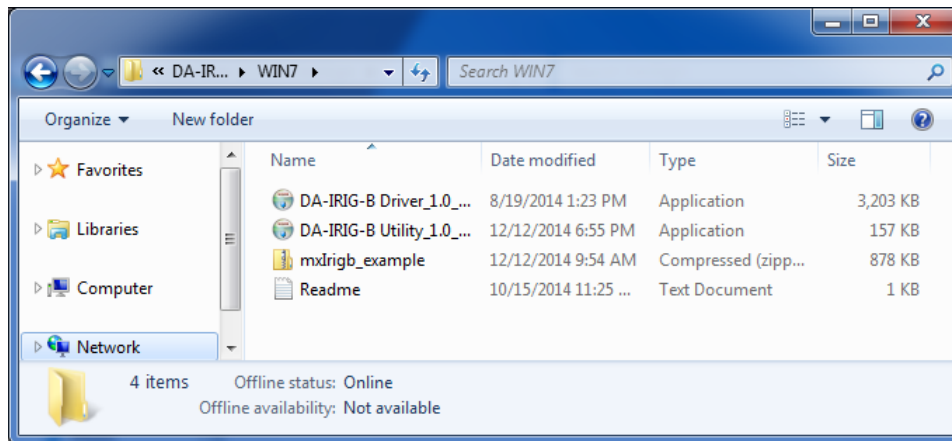 « DA-IR... WIN7 Search WIN7
Organize New folder
Favorites
Libraries
Computer
Network
Name Date modified Type Size
DA-IRIG-B Driver_1.0_... 8/19/2014 1:23 PM Application 3,203 KB
DA-IRIG-B Utility_1.0_... 12/12/2014 6:55 PM Application 157 KB
mxIrigb_example 12/12/2014 9:54 AM Compressed (zipp... 878 KB
Readme 10/15/2014 11:25 ... Text Document 1 KB
4 items Offline status: Online
Offline availability: Not available